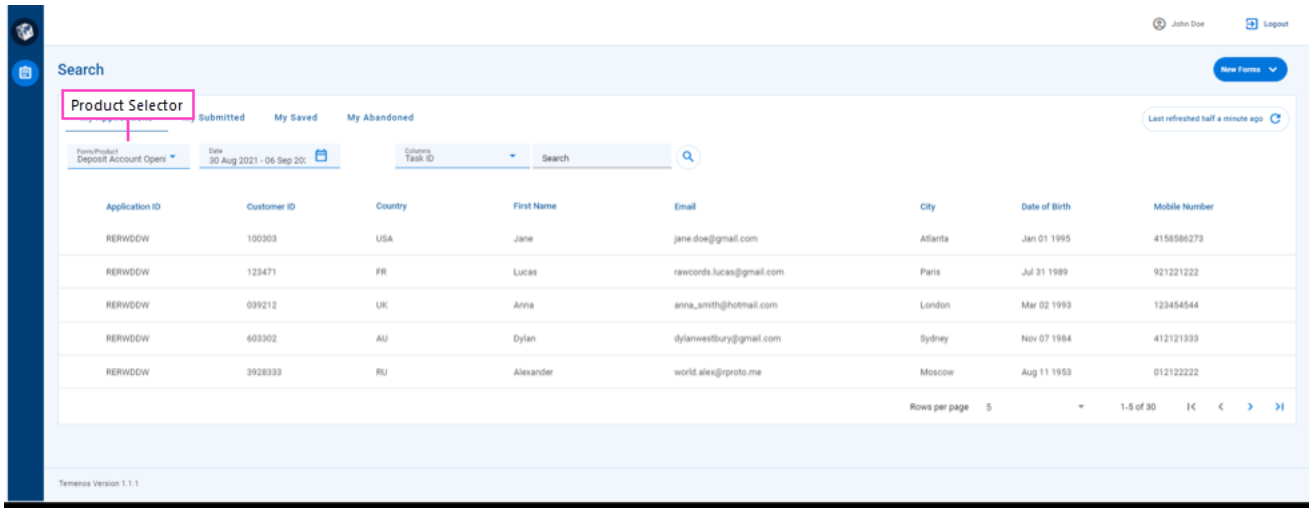 John Doe Logout
Search New Forms
Product Selector
Submitted My Saved My Abandoned Last refreshed half a minute ago
Form/Product Date Columns
Deposit Account Openi 30 Aug 2021 - 06 Sep 20 Task ID Search
Application ID Customer ID Country First Name Email City Date of Birth Mobile Number
RERWDDW 100303 USA Jane jane.doe@gmail.com Atlanta Jan 01 1995 4158586273
RERWDDW 123471 FR Lucas rawcords.lucas@gmail.com Paris Jul 31 1989 921221222
RERWDDW 039212 UK Anna anna_smith@hotmail.com London Mar 02 1993 123454544
RERWDDW 603302 AU Dylan dylanwestbury@gmail.com Sydney Nov 07 1984 412121333
RERWDDW 3928333 RU Alexander world.alex@rproto.me Moscow Aug 11 1953 012122222
Rows per page 5 1-5 of 30
Temenos Version 1.1.1